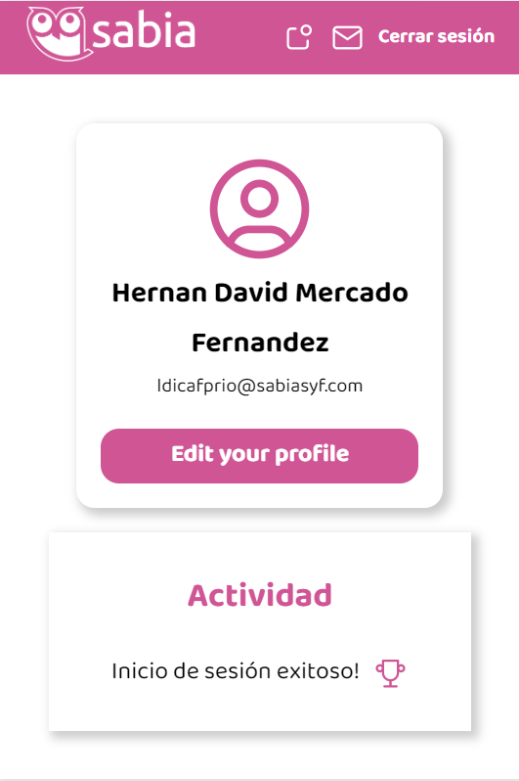 sabia
Cerrar sesión
Hernan David Mercado
Fernandez
ldicafprio@sabiasyf.com
Edit your profile
Actividad
Inicio de sesión exitoso!